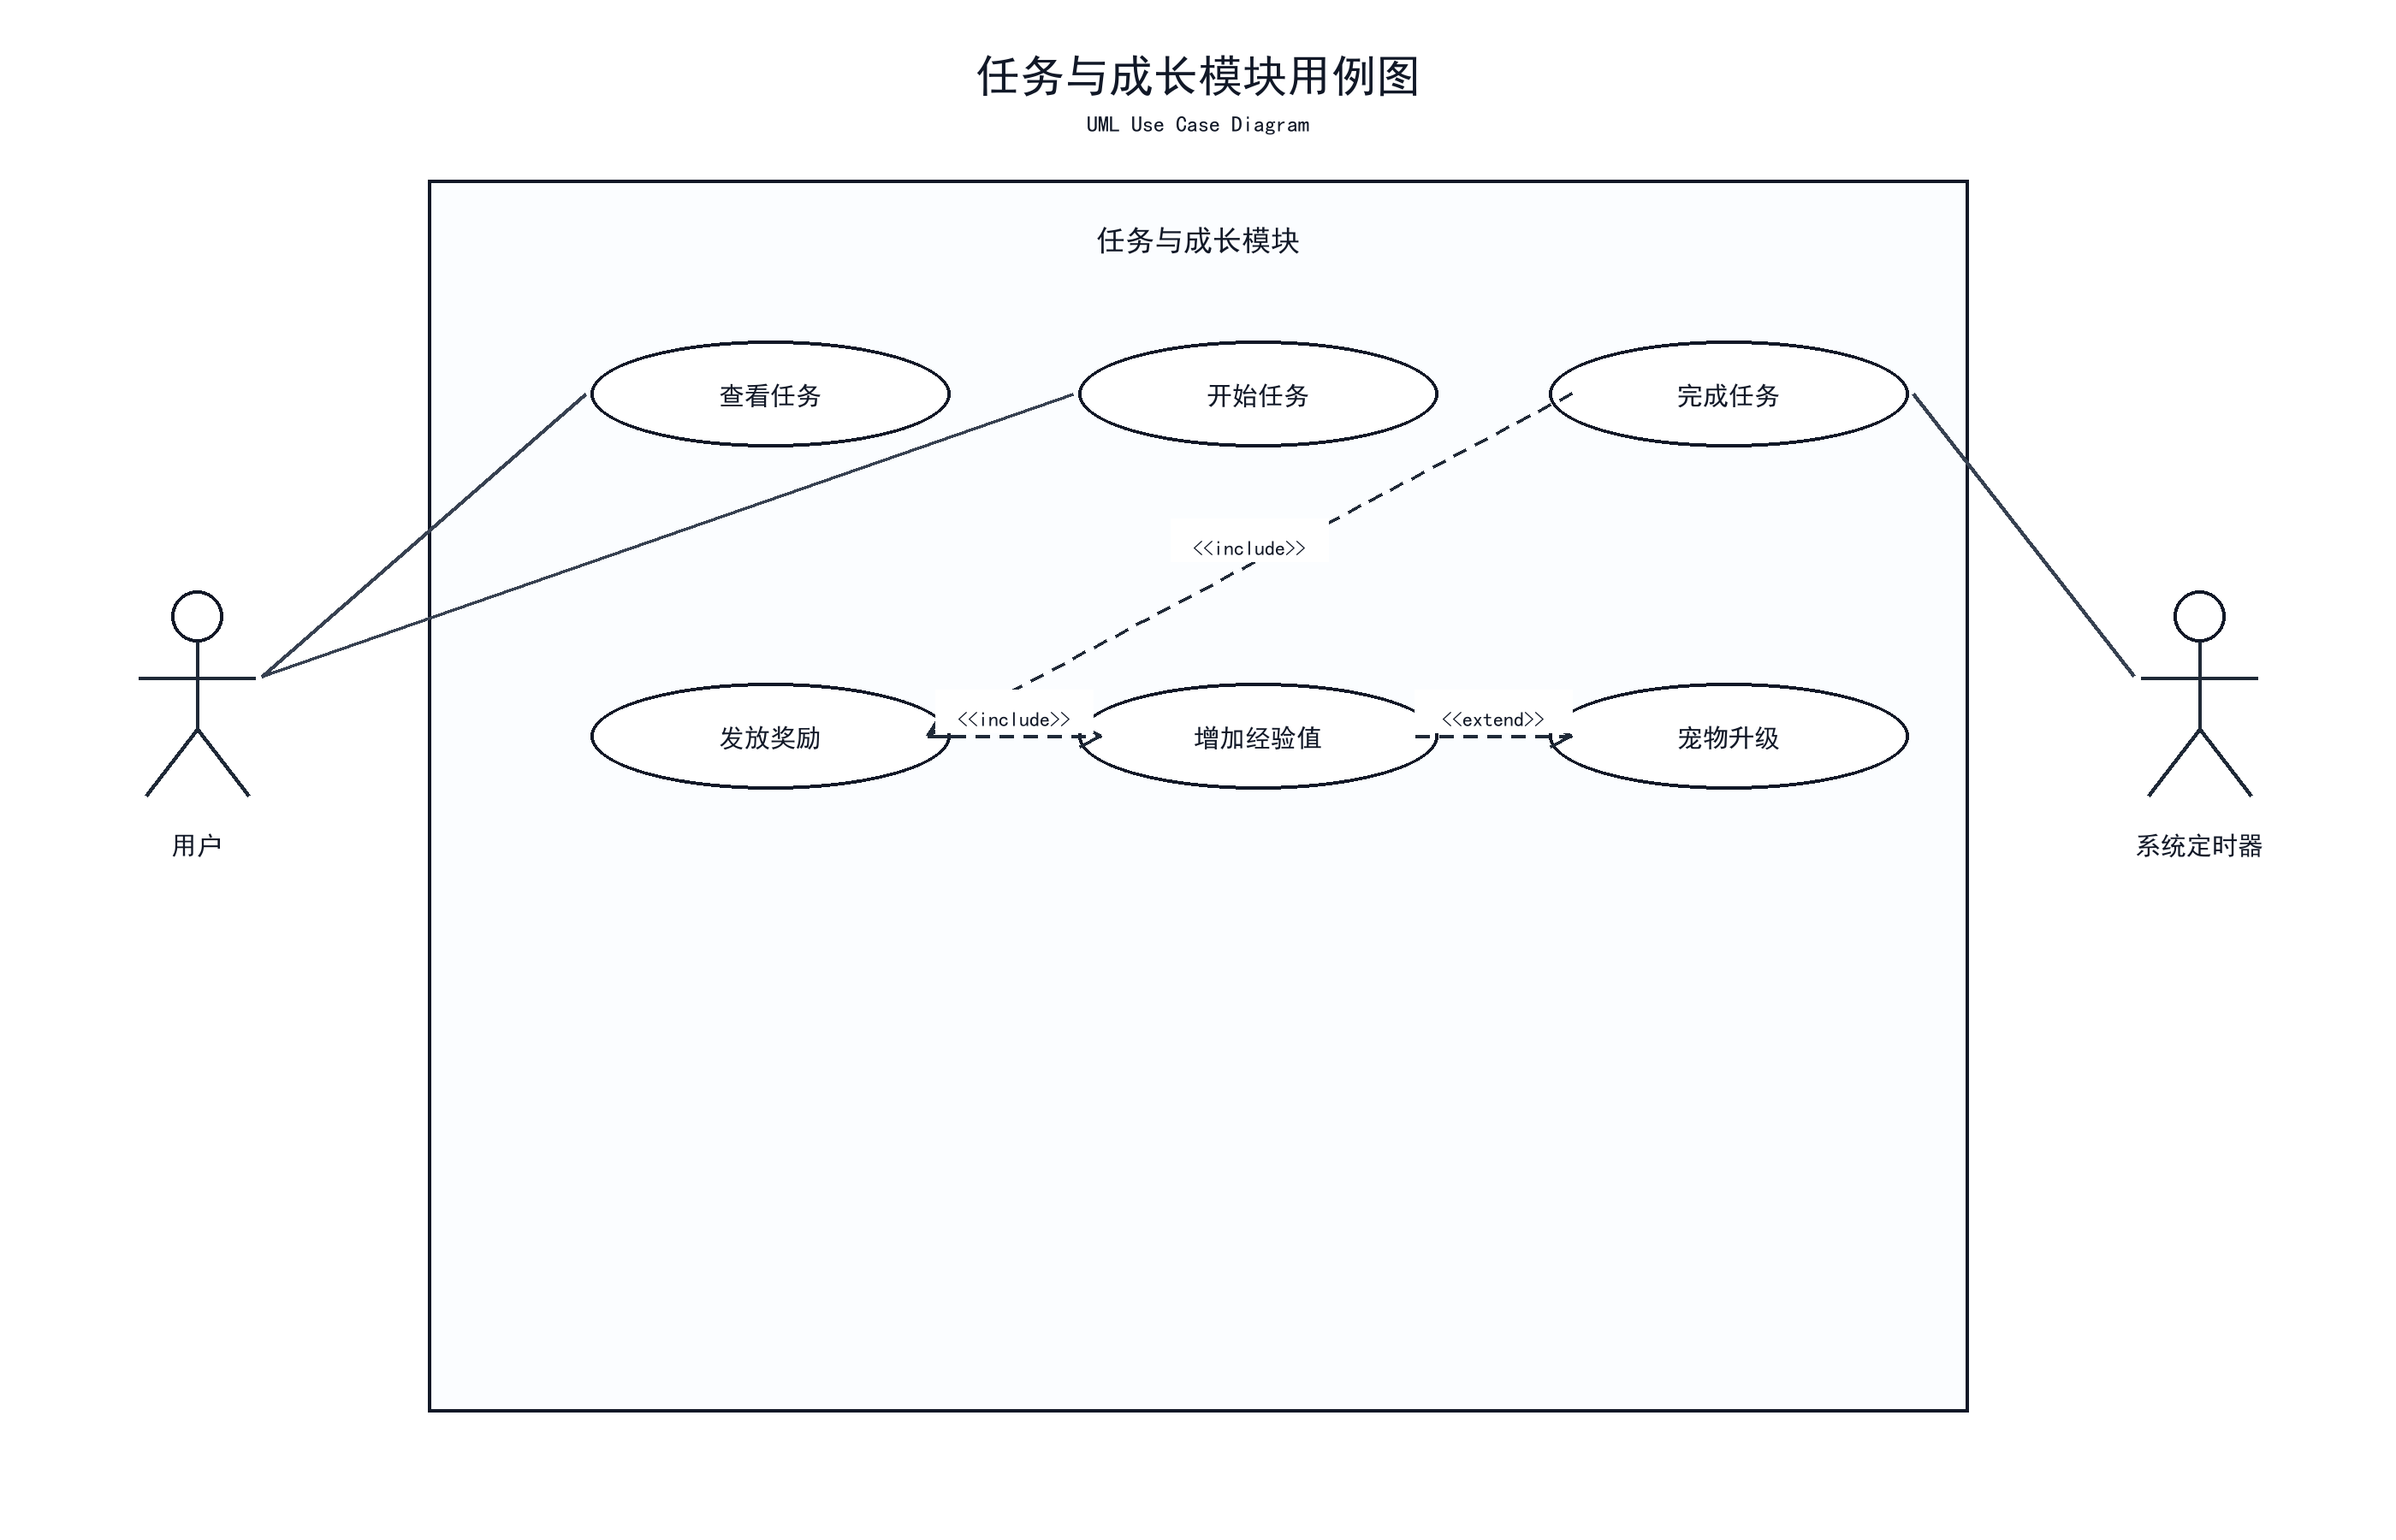 任务与成长模块用例图
UML Use Case Diagram
任务与成长模块
查看任务
开始任务
完成任务
<<include>>
<<include>>
<<extend>>
发放奖励
增加经验值
宠物升级
用户
系统定时器